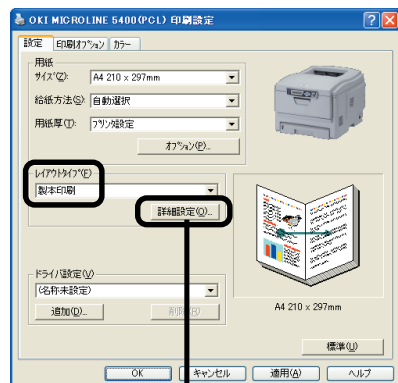 OKI MICROLINE 5400(PCL) 印刷設定
設定 印刷オプション カラー
用紙
サイズ(Z): A4 210 x 297mm
給紙方法(S): 自動選択
用紙厚(T): プリンタ設定
オプション(P)...
レイアウトタイプ(E)
製本印刷
詳細設定(O)...
ドライバ設定(V)
(名称未設定)
追加(D)...
A4 210 x 297mm
標準(U)
OK キャンセル 適用(A) ヘルプ